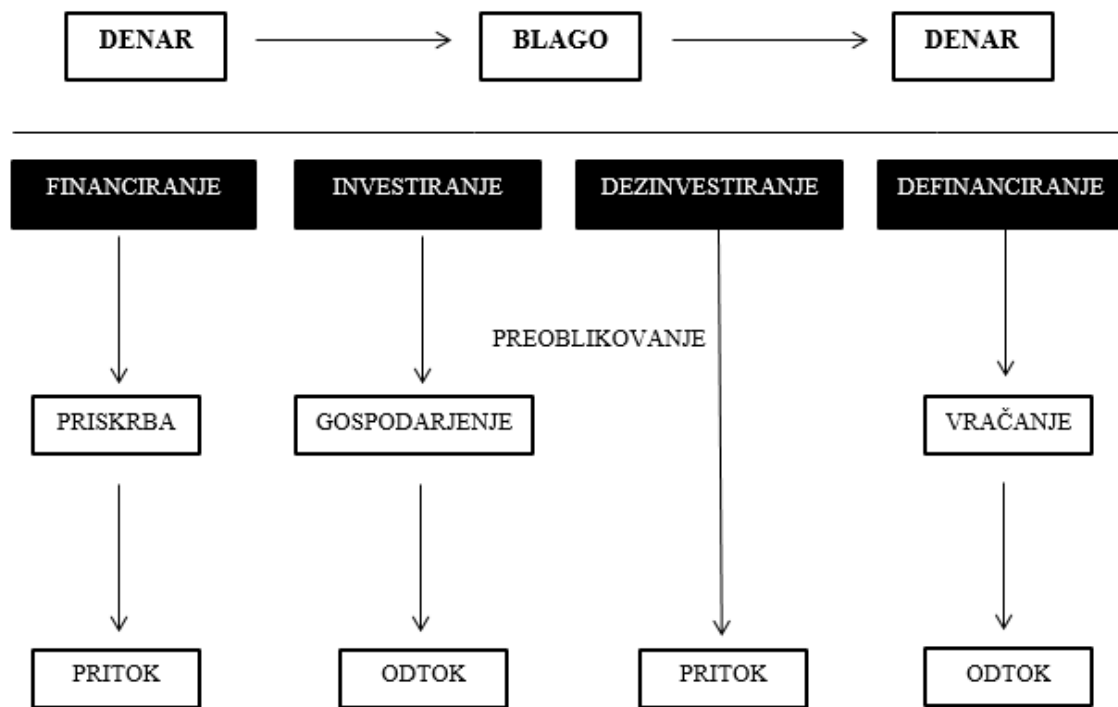 DENAR
BLAGO
DENAR
FINANCIRANJE
INVESTIRANJE
DEZINVESTIRANJE
DEFINANCIRANJE
PREOBLIKOVANJE
PRISKRBA
GOSPODARJENJE
VRAČANJE
PRITOK
ODTOK
PRITOK
ODTOK